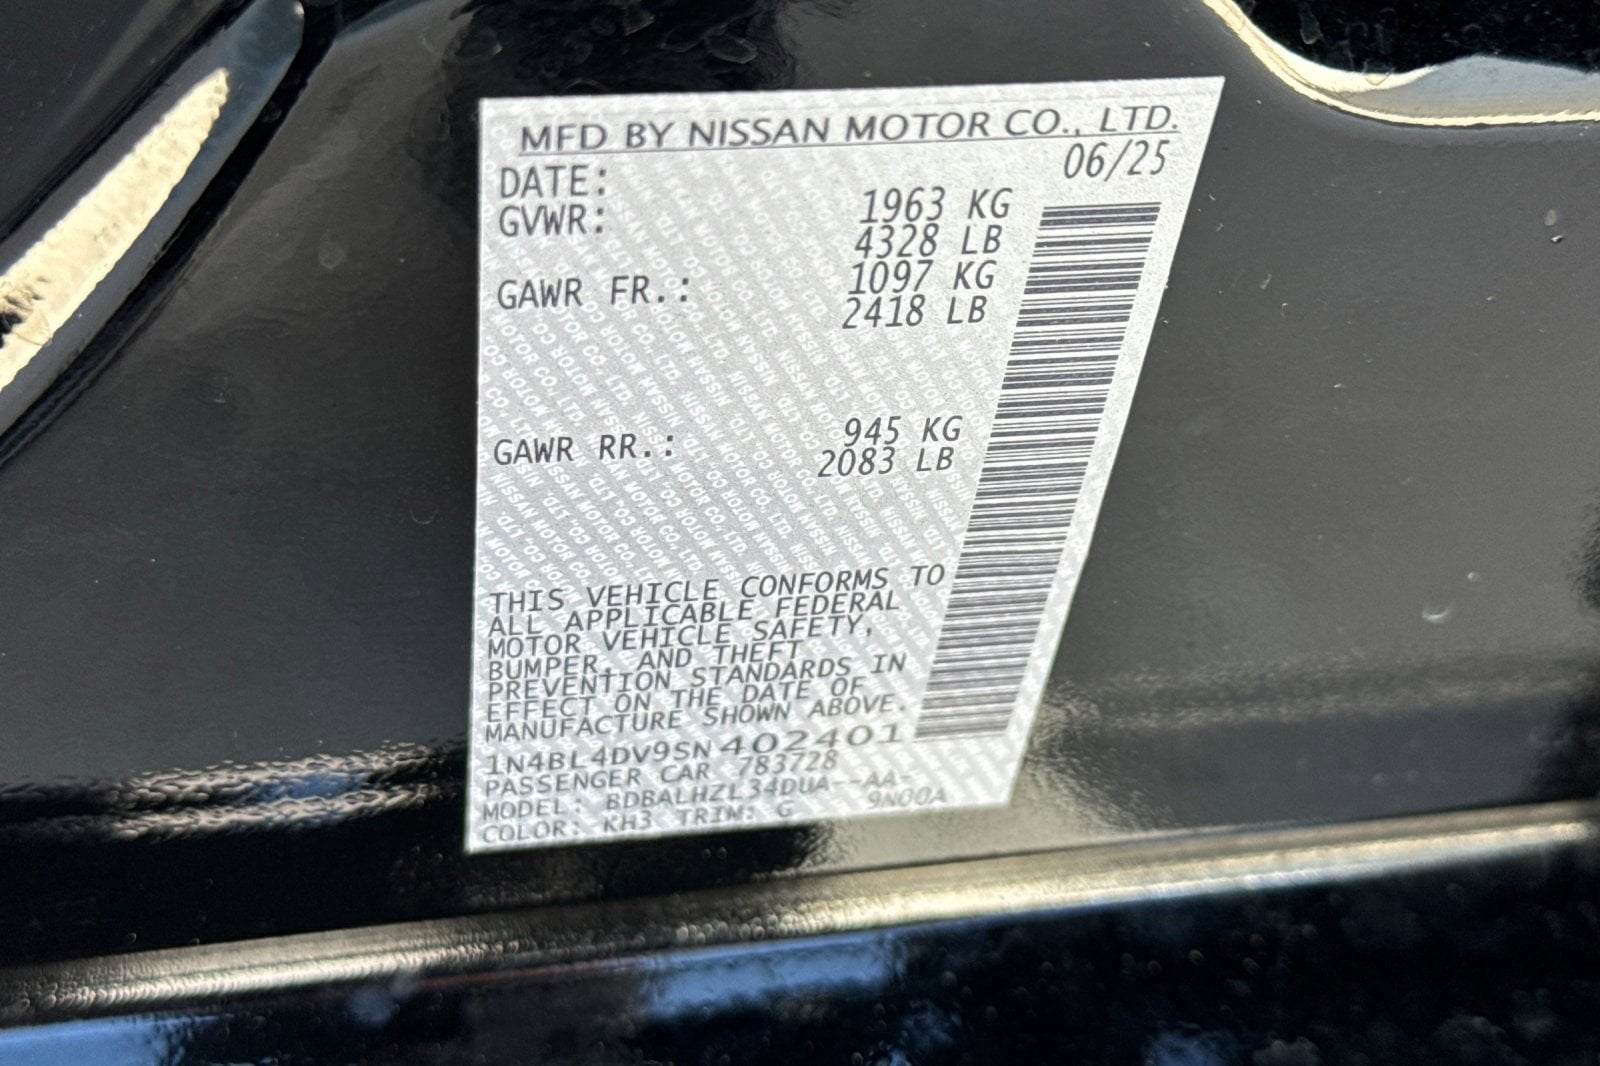 MFD BY NISSAN MOTOR CO., LTD.
DATE: 06/25
GVWR: 1963 KG
4328 LB
GAWR FR.: 1097 KG
2418 LB
GAWR RR.: 945 KG
2083 LB
THIS VEHICLE CONFORMS TO
ALL APPLICABLE FEDERAL
MOTOR VEHICLE SAFETY,
BUMPER, AND THEFT
PREVENTION STANDARDS IN
EFFECT ON THE DATE OF
MANUFACTURE SHOWN ABOVE.
1N4BL4DV9SN402401
PASSENGER CAR 783728
MODEL: BDBALHZL34DUA--AA-
COLOR: KH3 TRIM: G 9N00A